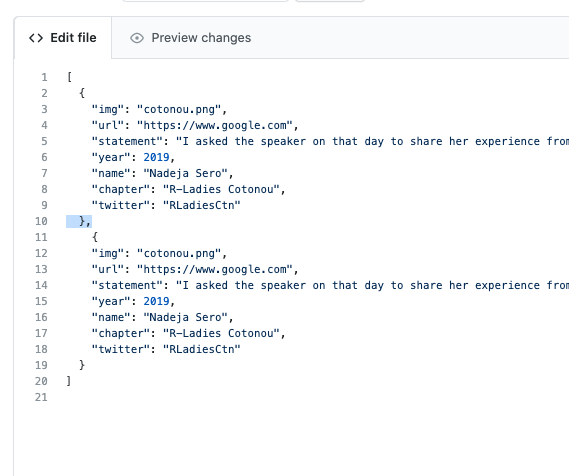 Edit file Preview changes
1 [
2 {
3 "img": "cotonou.png",
4 "url": "https://www.google.com",
5 "statement": "I asked the speaker on that day to share her experience from
6 "year": 2019,
7 "name": "Nadeja Sero",
8 "chapter": "R-Ladies Cotonou",
9 "twitter": "RLadiesCtn"
10 },
11 {
12 "img": "cotonou.png",
13 "url": "https://www.google.com",
14 "statement": "I asked the speaker on that day to share her experience from
15 "year": 2019,
16 "name": "Nadeja Sero",
17 "chapter": "R-Ladies Cotonou",
18 "twitter": "RLadiesCtn"
19 }
20 ]
21